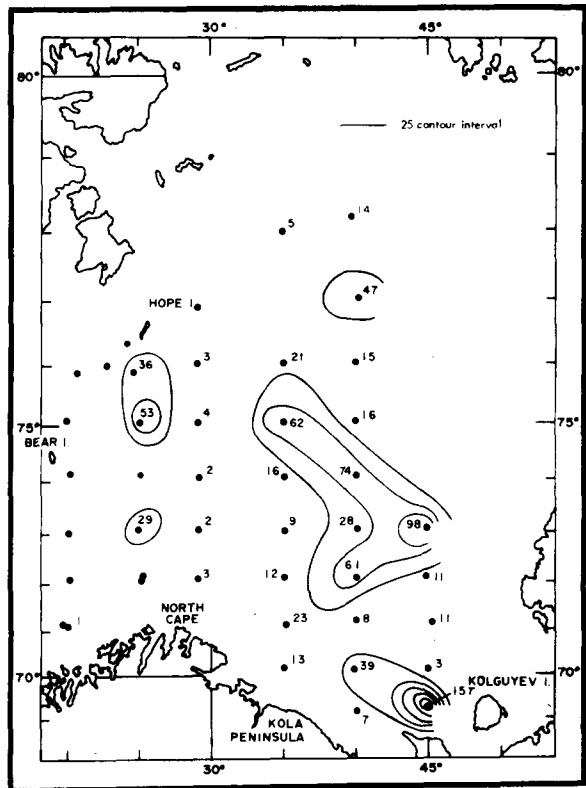 30° 45°
80° 80°
25 contour interval
14
5
47
HOPE I.
36 3 21 15
53 4 62 16
75° 75°
BEAR I.
2 16 74
29 2 9 28 98
3 12 61 11
1 NORTH 23 8 11
CAPE
13 39 3
70° 70°
KOLGUYEV I.
7
KOLA
PENINSULA
30° 45°